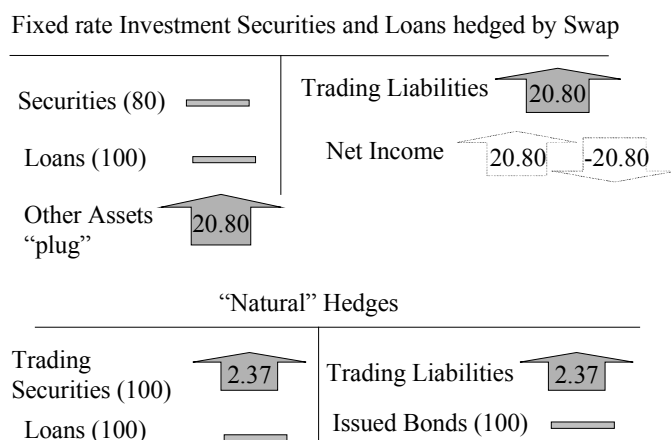 Fixed rate Investment Securities and Loans hedged by Swap
Securities (80)
Trading Liabilities 20.80
Loans (100)
Net Income 20.80 -20.80
Other Assets
“plug” 20.80
“Natural” Hedges
Trading
Securities (100) 2.37
Trading Liabilities 2.37
Loans (100)
Issued Bonds (100)